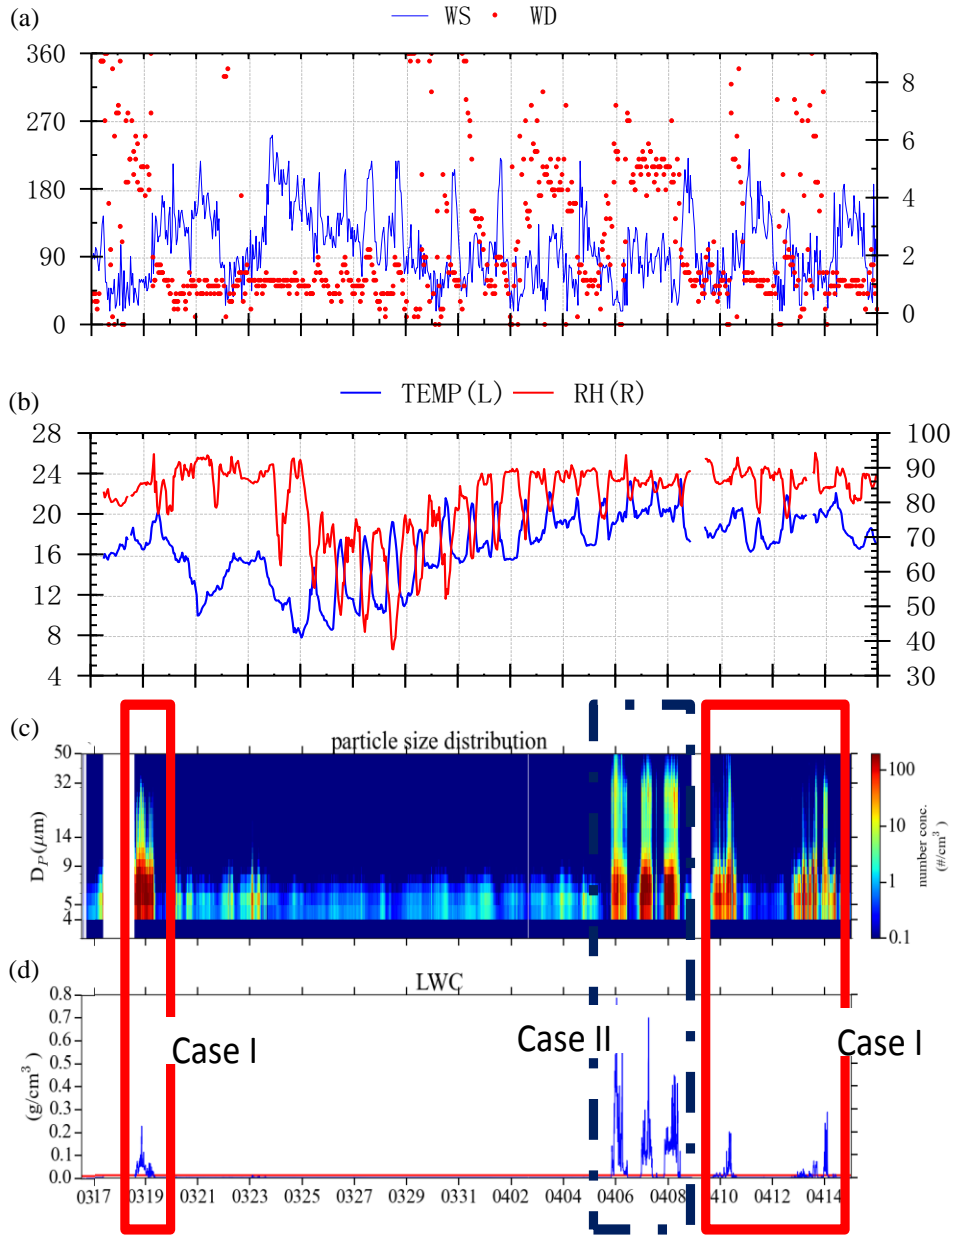 (a)
WS WD
360
270
180
90
0
8
6
4
2
0
(b)
TEMP(L) RH(R)
28
24
20
16
12
8
4
100
90
80
70
60
50
40
30
(c)
particle size distribution
50
32
14
9
5
4
D_P(μm)
100
10
1
0.1
number conc.
(#/cm³)
(d)
LWC
0.8
0.7
0.6
0.5
0.4
0.3
0.2
0.1
0.0
(g/cm³)
Case I
Case II
Case I
0317 0319 0321 0323 0325 0327 0329 0331 0402 0404 0406 0408 0410 0412 0414